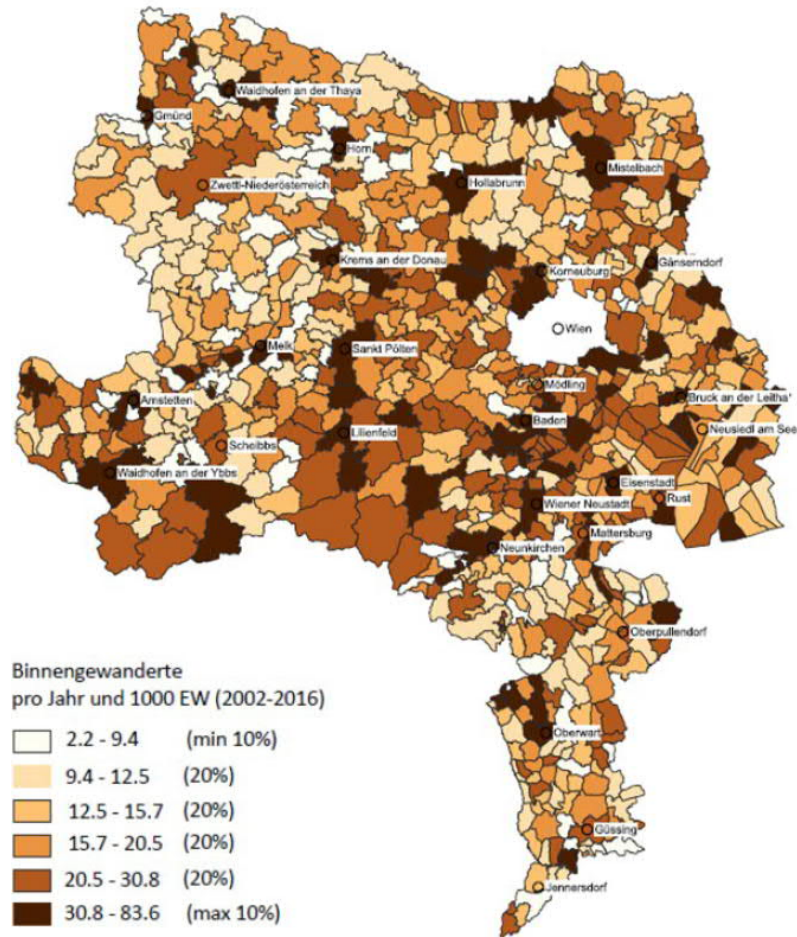 Waidhofen an der Thaya
Gmünd
Horn
Mistelbach
Zwettl-Niederösterreich
Hollabrunn
Krems an der Donau
Gänserndorf
Korneuburg
Wien
Melk
Sankt Pölten
Mödling
Amstetten
Bruck an der Leitha
Baden
Lilienfeld
Neusiedl am See
Scheibbs
Waidhofen an der Ybbs
Eisenstadt
Wiener Neustadt
Rust
Mattersburg
Neunkirchen
Oberpullendorf
Oberwart
Güssing
Jennersdorf
Binnengewanderte
pro Jahr und 1000 EW (2002-2016)
2.2 - 9.4 (min 10%)
9.4 - 12.5 (20%)
12.5 - 15.7 (20%)
15.7 - 20.5 (20%)
20.5 - 30.8 (20%)
30.8 - 83.6 (max 10%)